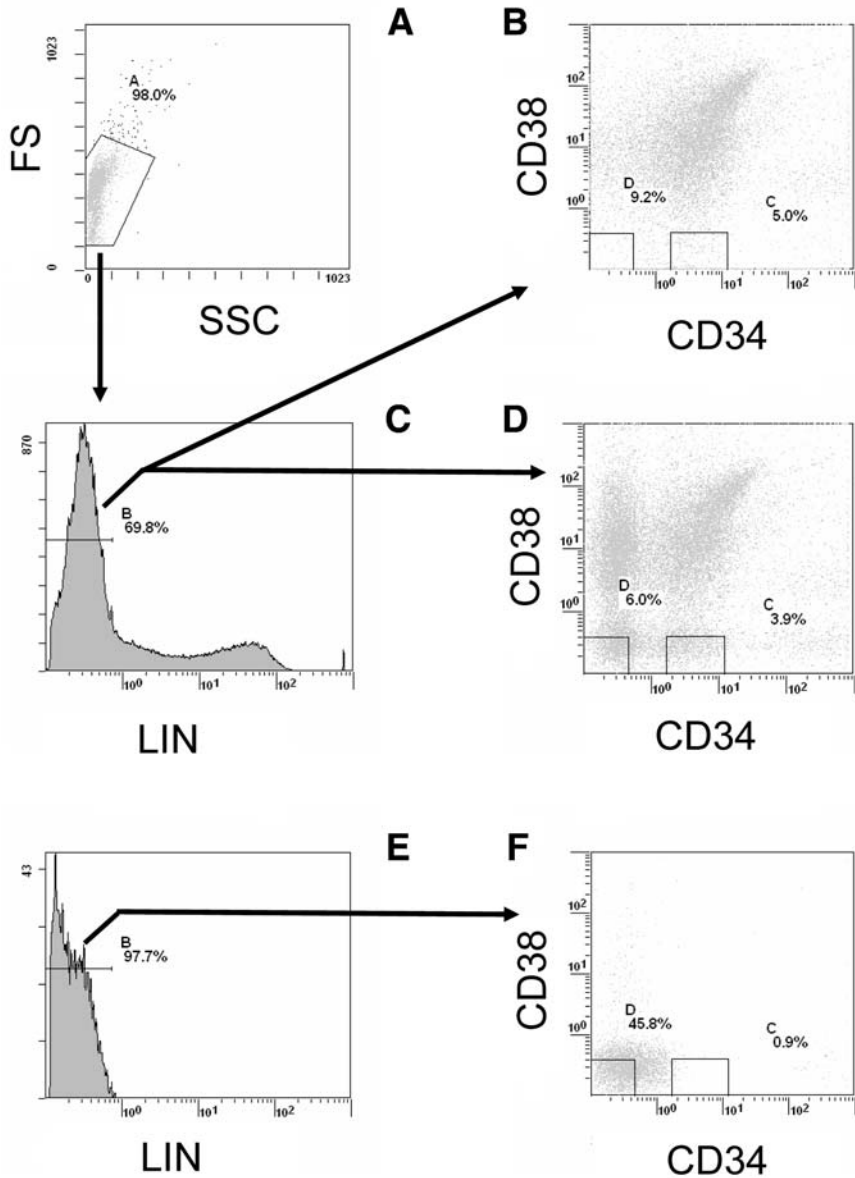 A
1023
A
98.0%
FS
0
0
1023
SSC
B
10²
CD38
10¹
10⁰
D
9.2%
C
5.0%
10⁰ 10¹ 10²
CD34
C
870
B
69.8%
10⁰ 10¹ 10²
LIN
D
10²
CD38
10¹
10⁰
D
6.0%
C
3.9%
10⁰ 10¹ 10²
CD34
E
43
B
97.7%
10⁰ 10¹ 10²
LIN
F
10²
CD38
10¹
10⁰
D
45.8%
C
0.9%
10⁰ 10¹ 10²
CD34